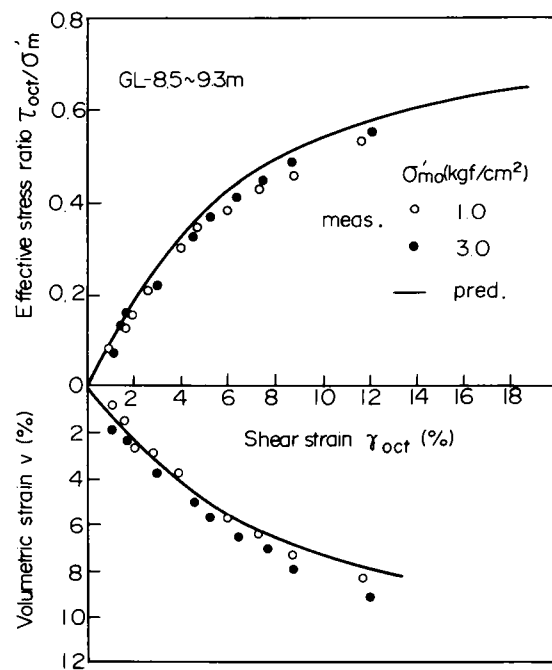 0.8
0.6
0.4
0.2
0
Effective stress ratio τoct/σ'm
GL-8.5~9.3m
σ'mo(kgf/cm²)
meas.
○ 1.0
● 3.0
— pred.
2 4 6 8 10 12 14 16 18
Shear strain γoct (%)
2
4
6
8
10
12
Volumetric strain v (%)